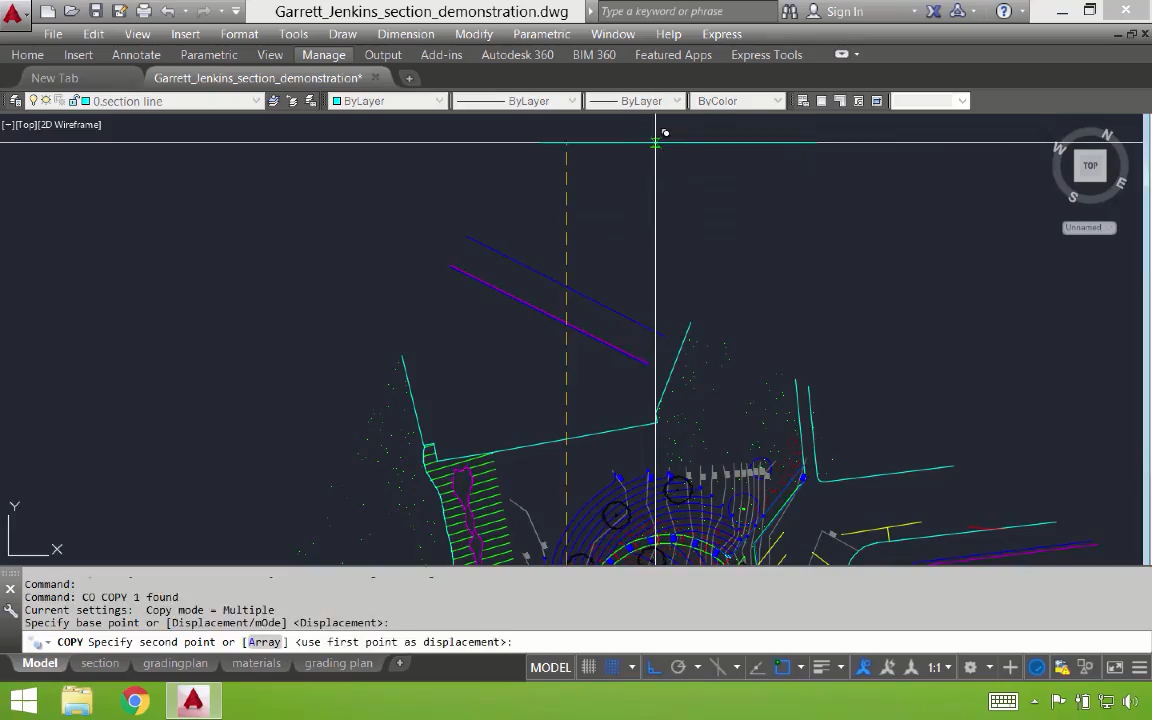 Garrett_Jenkins_section_demonstration.dwg
Type a keyword or phrase
Sign In
File Edit View Insert Format Tools Draw Dimension Modify Parametric Window Help Express
Home Insert Annotate Parametric View Manage Output Add-ins Autodesk 360 BIM 360 Featured Apps Express Tools
New Tab Garrett_Jenkins_section_demonstration*
0.section line ByLayer ByLayer ByLayer ByColor
[−][Top][2D Wireframe]
N
W TOP E
S
Unnamed
Y
X
Command:
Command: CO COPY 1 found
Current settings: Copy mode = Multiple
Specify base point or [Displacement/mOde] <Displacement>:
COPY Specify second point or [Array] <use first point as displacement>:
Model section gradingplan materials grading plan MODEL 1:1